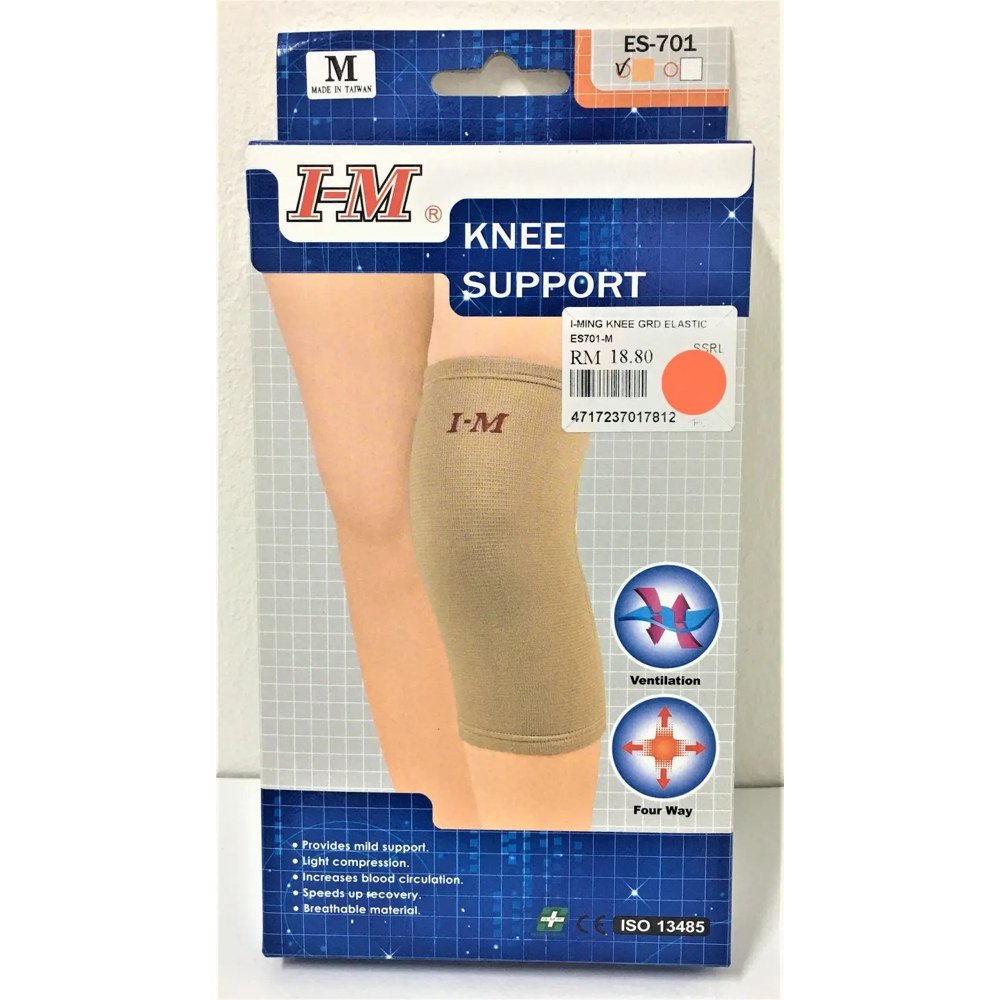 M
MADE IN TAIWAN
ES-701
I-M®
KNEE
SUPPORT
I-MING KNEE GRD ELASTIC
ES701-M
SSRL
RM 18.80
4717237017812
I-M
Ventilation
Four Way
• Provides mild support.
• Light compression.
• Increases blood circulation.
• Speeds up recovery.
• Breathable material.
CE ISO 13485